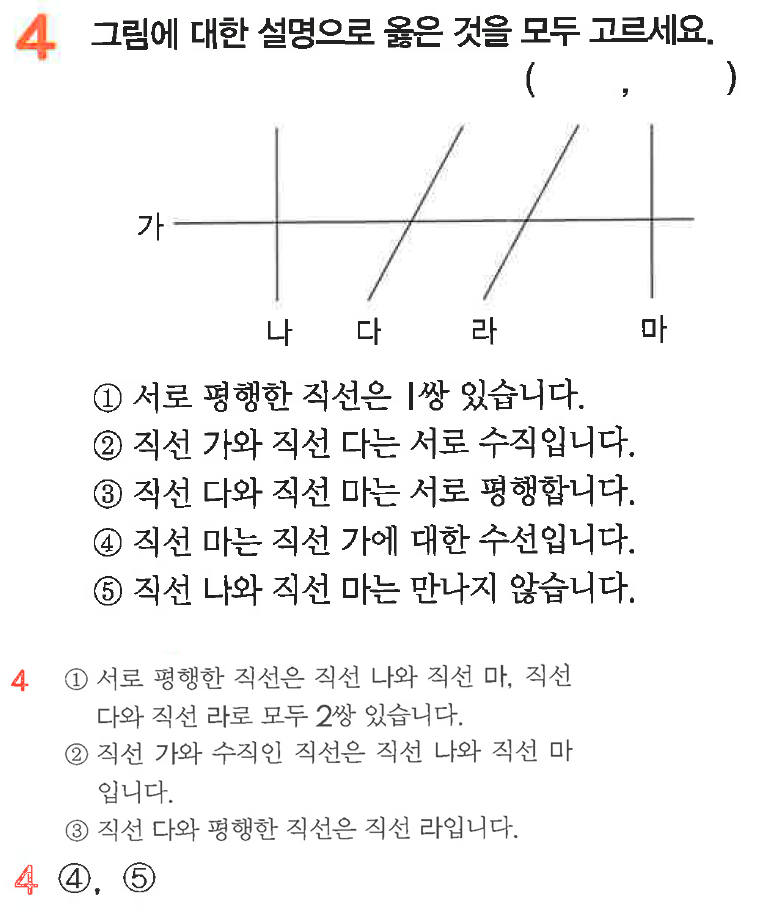 4 그림에 대한 설명으로 옳은 것을 모두 고르세요.
( , )
가
나 다 라 마
① 서로 평행한 직선은 1쌍 있습니다.
② 직선 가와 직선 다는 서로 수직입니다.
③ 직선 다와 직선 마는 서로 평행합니다.
④ 직선 마는 직선 가에 대한 수선입니다.
⑤ 직선 나와 직선 마는 만나지 않습니다.
4 ① 서로 평행한 직선은 직선 나와 직선 마, 직선
다와 직선 라로 모두 2쌍 있습니다.
② 직선 가와 수직인 직선은 직선 나와 직선 마
입니다.
③ 직선 다와 평행한 직선은 직선 라입니다.
4 ④, ⑤